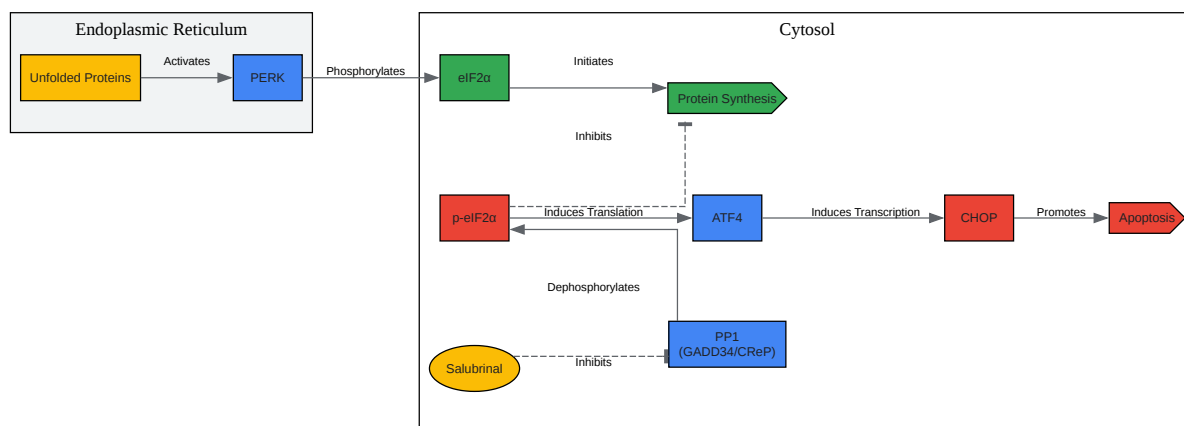 Endoplasmic Reticulum
Cytosol
Unfolded Proteins
Activates
PERK
Phosphorylates
eIF2α
Initiates
Protein Synthesis
Inhibits
p-eIF2α
Induces Translation
ATF4
Induces Transcription
CHOP
Promotes
Apoptosis
Dephosphorylates
PP1
(GADD34/CReP)
Salubrinal
Inhibits